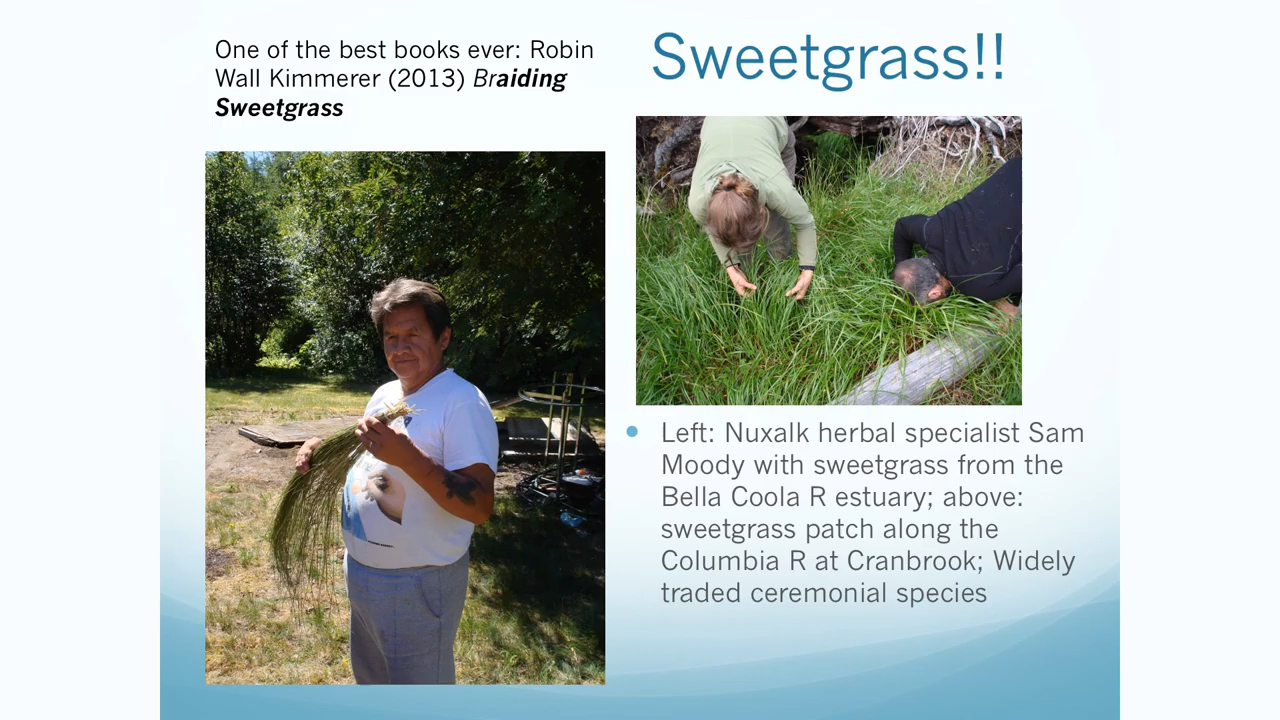 One of the best books ever: Robin
Wall Kimmerer (2013) Braiding
Sweetgrass
Sweetgrass!!
Left: Nuxalk herbal specialist Sam
Moody with sweetgrass from the
Bella Coola R estuary; above:
sweetgrass patch along the
Columbia R at Cranbrook; Widely
traded ceremonial species